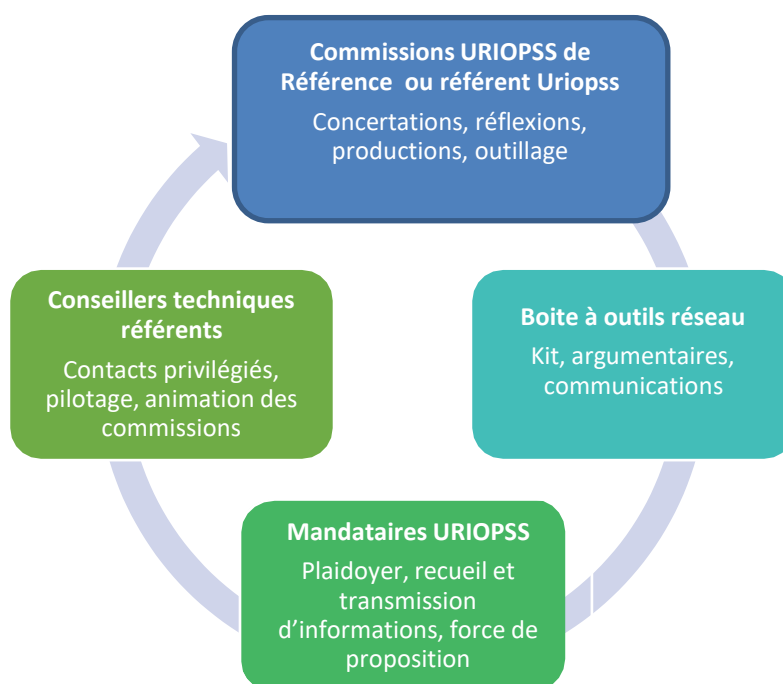 Commissions URIOPSS de
Référence ou référent Uriopss
Concertations, réflexions,
productions, outillage
Boite à outils réseau
Kit, argumentaires,
communications
Mandataires URIOPSS
Plaidoyer, recueil et
transmission
d’informations, force de
proposition
Conseillers techniques
référents
Contacts privilégiés,
pilotage, animation des
commissions